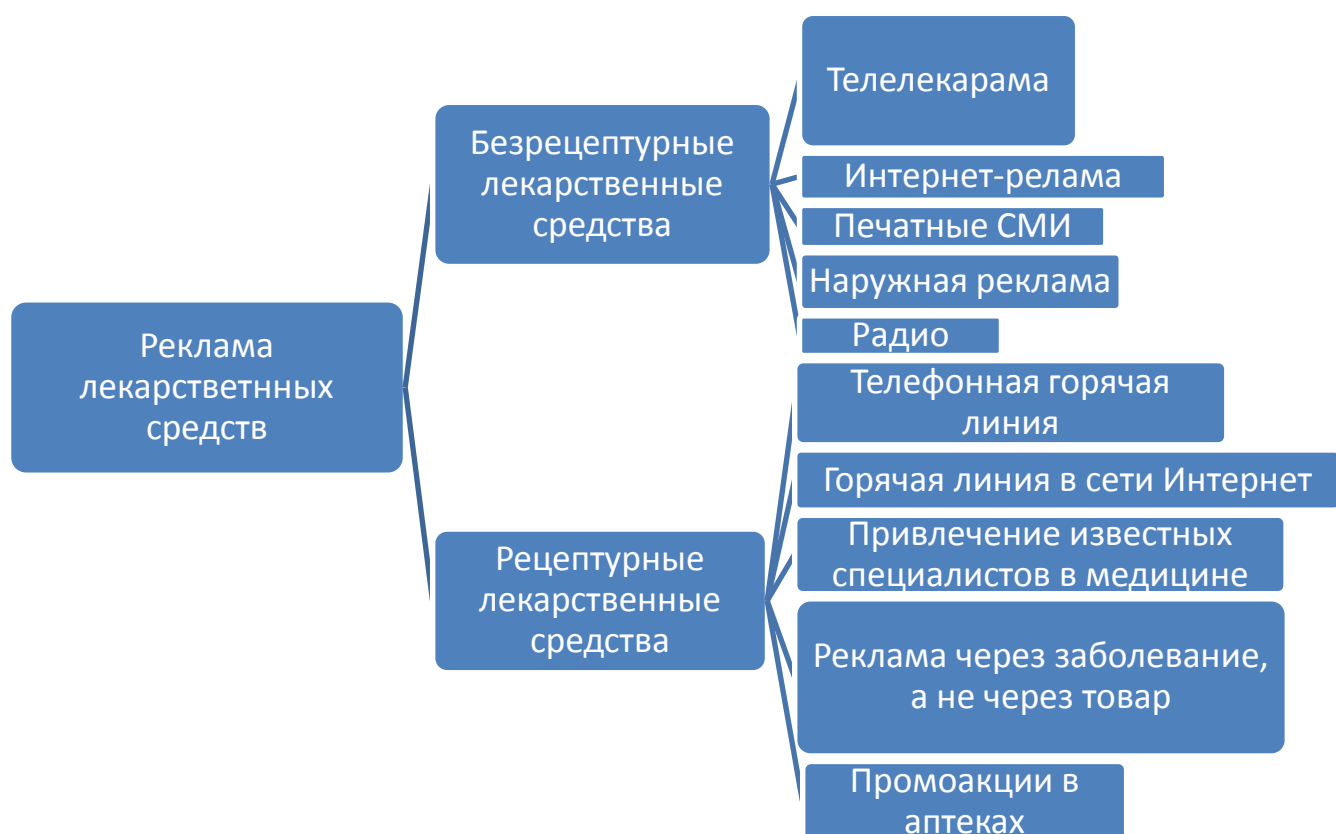 Реклама
лекарстветнных
средств
Безрецептурные
лекарственные
средства
Телелекарама
Интернет-релама
Печатные СМИ
Наружная реклама
Радио
Рецептурные
лекарственные
средства
Телефонная горячая
линия
Горячая линия в сети Интернет
Привлечение известных
специалистов в медицине
Реклама через заболевание,
а не через товар
Промоакции в
аптеках